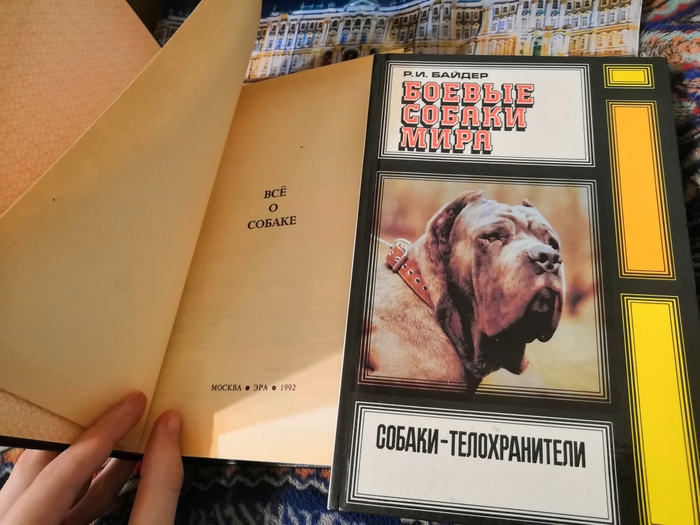 ВСЁ
О
СОБАКЕ
МОСКВА ● ЭРА ● 1992
Р.И. БАЙДЕР
БОЕВЫЕ
СОБАКИ
МИРА
СОБАКИ-ТЕЛОХРАНИТЕЛИ